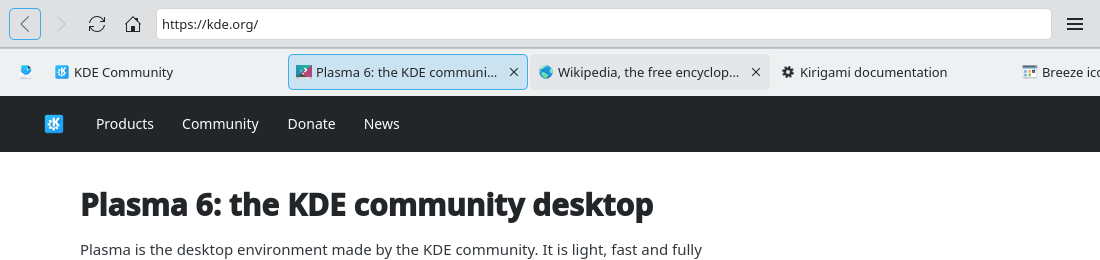 https://kde.org/
KDE Community Plasma 6: the KDE communi... Wikipedia, the free encyclop... Kirigami documentation Breeze ico
Products Community Donate News
Plasma 6: the KDE community desktop
Plasma is the desktop environment made by the KDE community. It is light, fast and fully